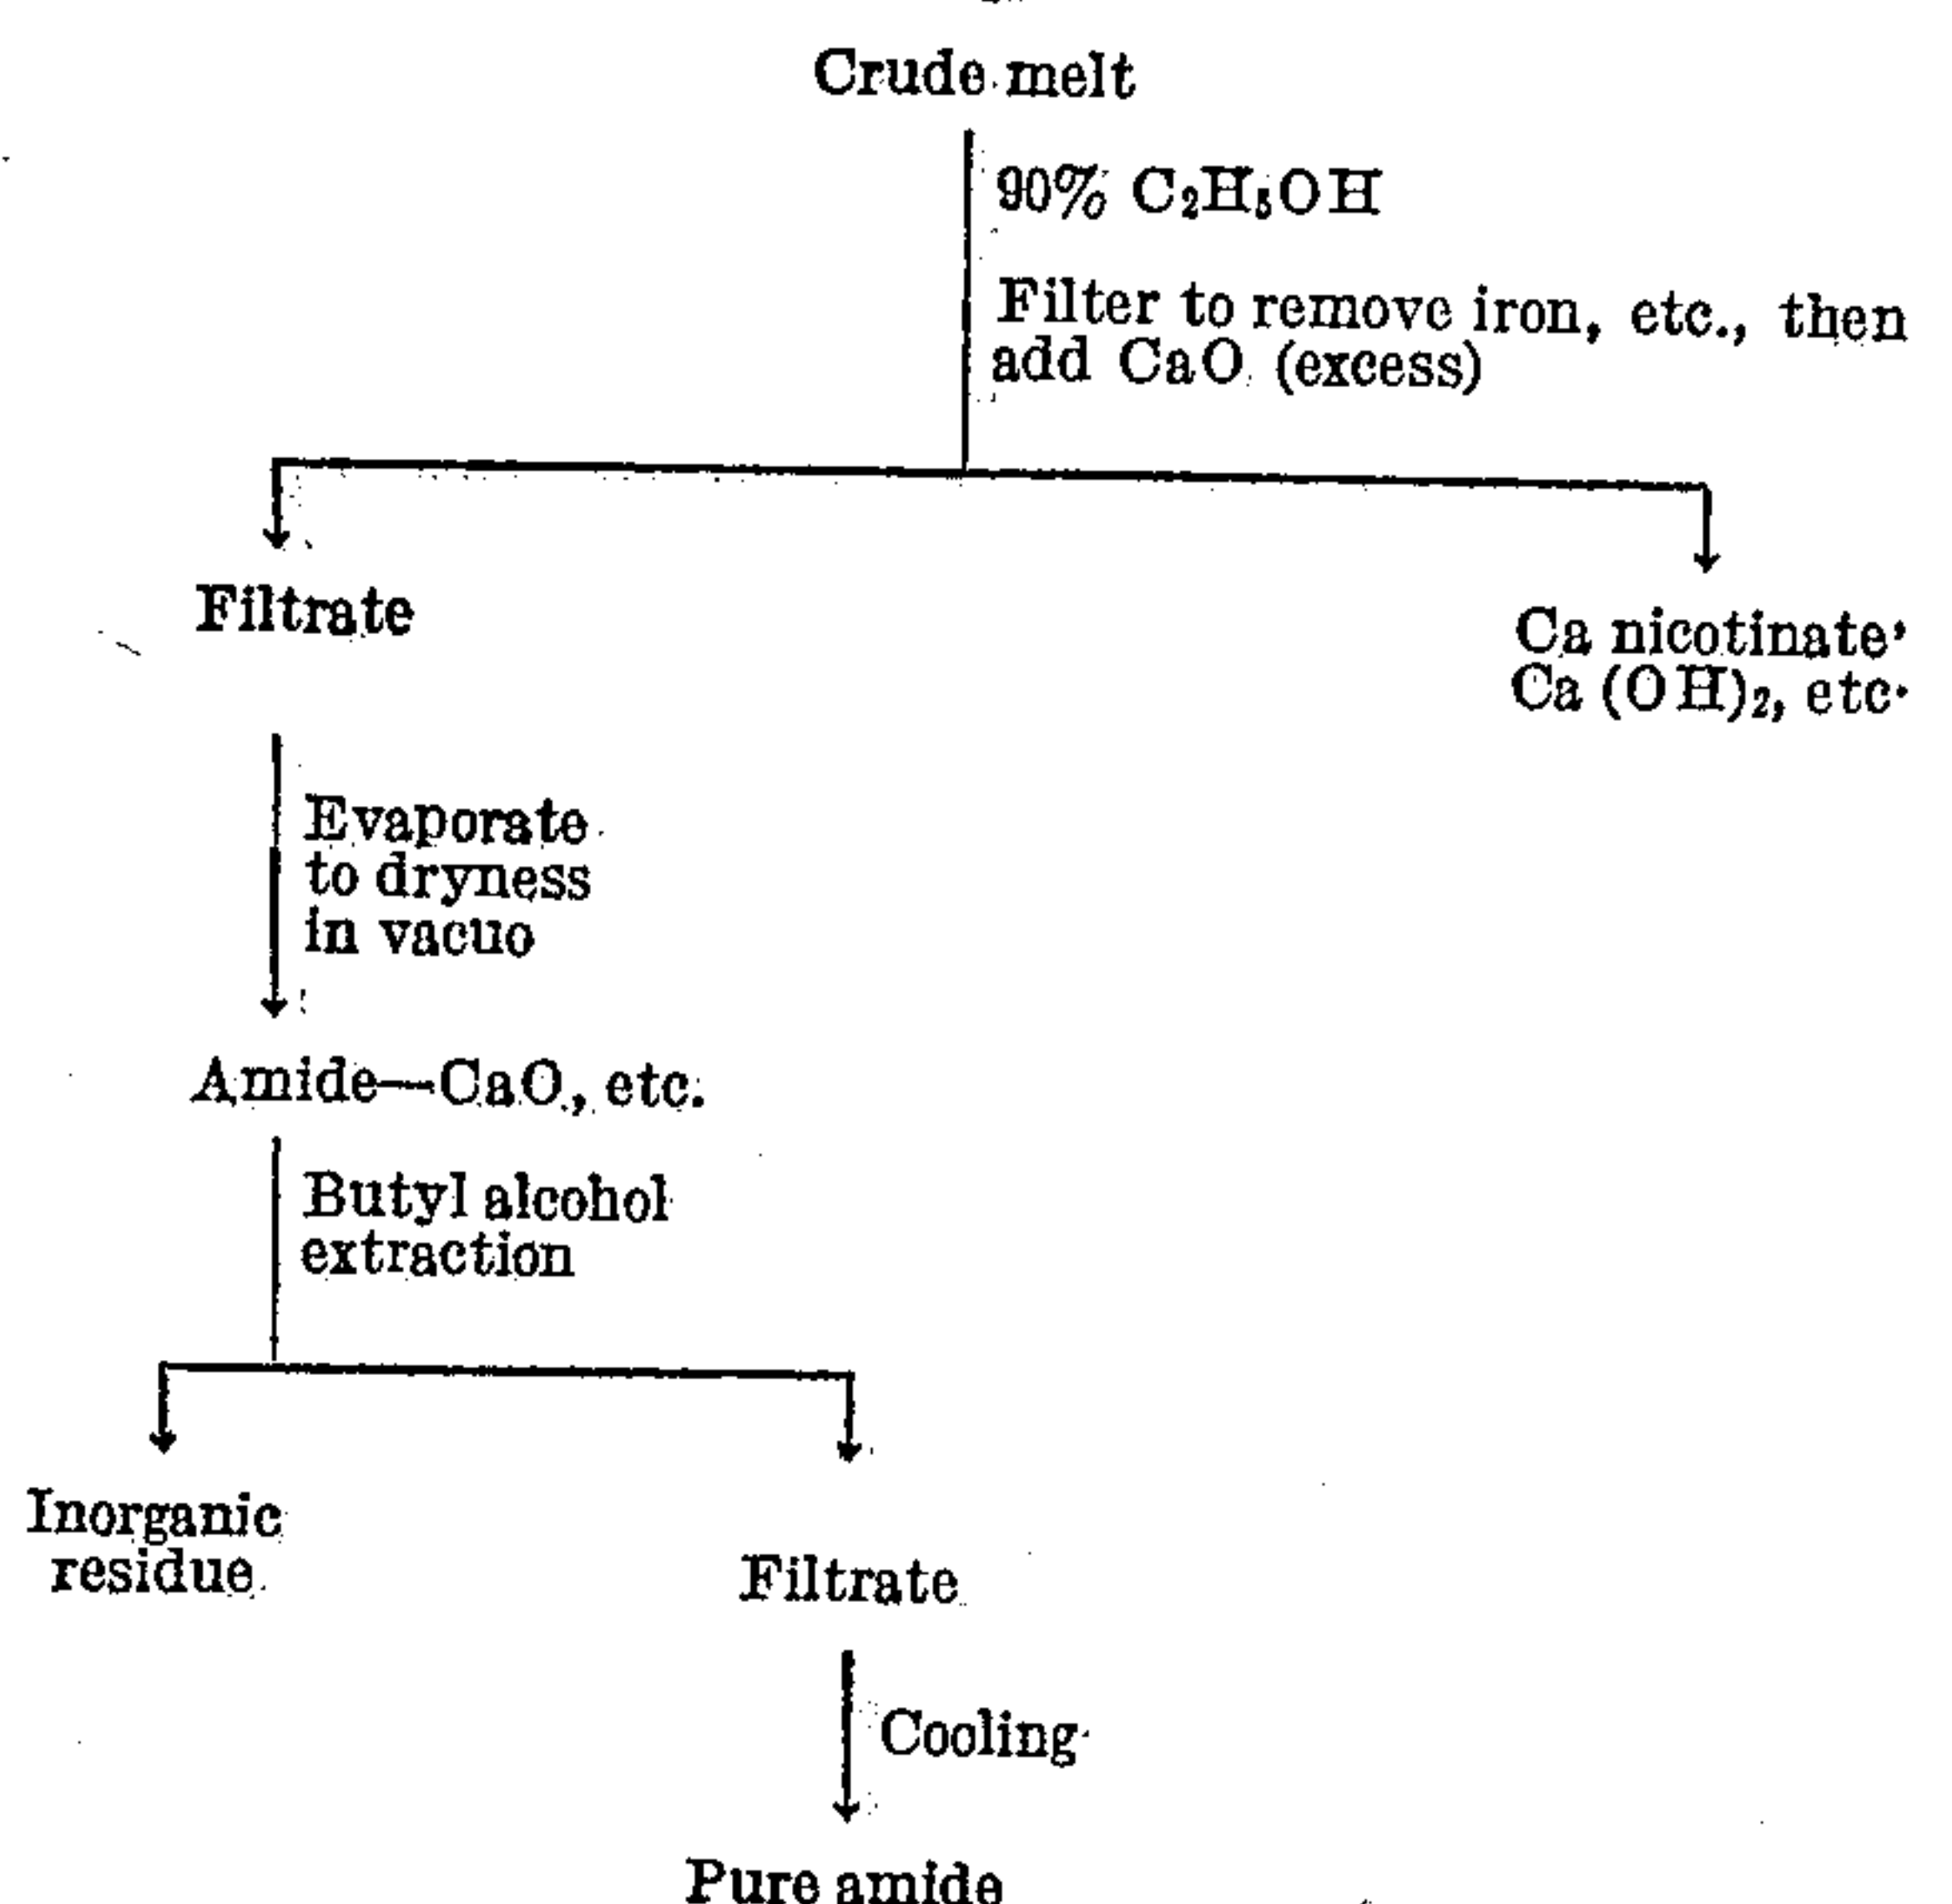 Crude melt
90% C₂H₅OH
Filter to remove iron, etc., then
add CaO (excess)
Filtrate
Ca nicotinate,
Ca (OH)₂, etc.
Evaporate
to dryness
in vacuo
Amide—CaO, etc.
Butyl alcohol
extraction
Inorganic
residue
Filtrate
Cooling
Pure amide